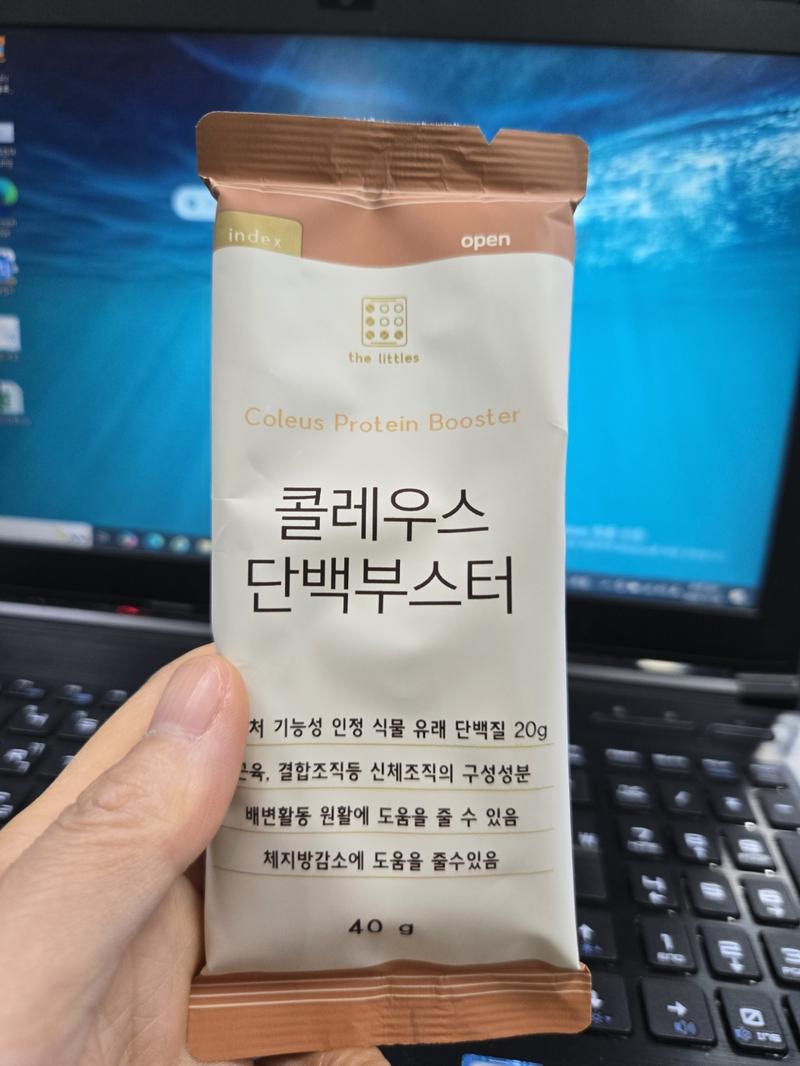 index
open
the littles
Coleus Protein Booster
콜레우스
단백부스터
처 기능성 인정 식물 유래 단백질 20g
근육, 결합조직등 신체조직의 구성성분
배변활동 원활에 도움을 줄 수 있음
체지방감소에 도움을 줄수있음
40 g